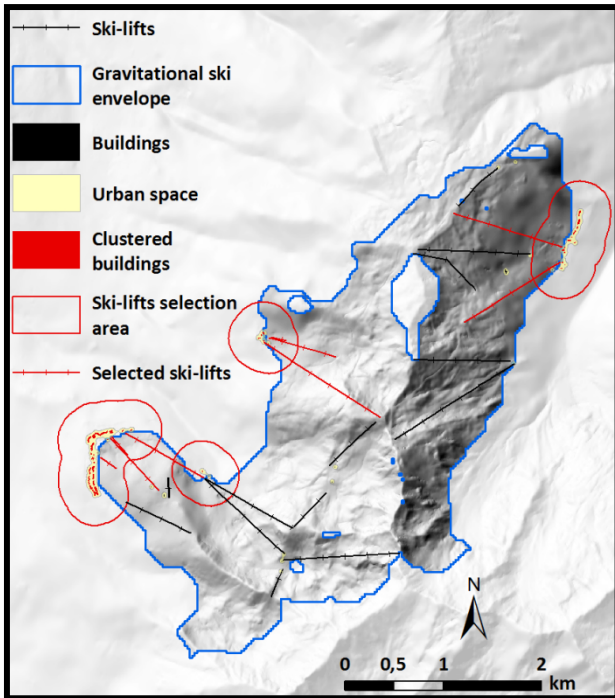 Ski-lifts
Gravitational ski
envelope
Buildings
Urban space
Clustered
buildings
Ski-lifts selection
area
Selected ski-lifts
N
0 0,5 1 2
km